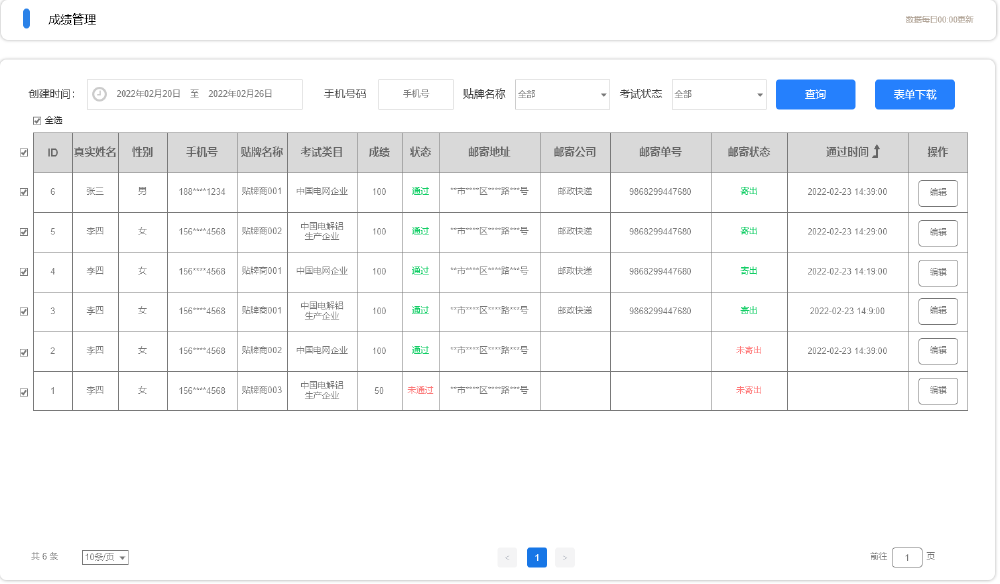 成绩管理
数据每日00:00更新
创建时间： 2022年02月20日 至 2022年02月26日 手机号码 手机号 贴牌名称 全部 考试状态 全部 查询 表单下载
全选
ID 真实姓名 性别 手机号 贴牌名称 考试类目 成绩 状态 邮寄地址 邮寄公司 邮寄单号 邮寄状态 通过时间 操作
6 张三 男 188****1234 贴牌商001 中国电网企业 100 通过 **市****区****路***号 邮政快递 9868299447680 寄出 2022-02-23 14:39:00 编辑
5 李四 女 156****4568 贴牌商002 中国电解铝
生产企业 100 通过 **市****区****路***号 邮政快递 9868299447680 寄出 2022-02-23 14:29:00 编辑
4 李四 女 156****4568 贴牌商001 中国电网企业 100 通过 **市****区****路***号 邮政快递 9868299447680 寄出 2022-02-23 14:19:00 编辑
3 李四 女 156****4568 贴牌商001 中国电解铝
生产企业 100 通过 **市****区****路***号 邮政快递 9868299447680 寄出 2022-02-23 14:9:00 编辑
2 李四 女 156****4568 贴牌商002 中国电网企业 100 通过 **市****区****路***号 未寄出 2022-02-23 14:39:00 编辑
1 李四 女 156****4568 贴牌商003 中国电解铝
生产企业 50 未通过 **市****区****路***号 未寄出 编辑
共 6 条 10条/页 < 1 > 前往 1 页